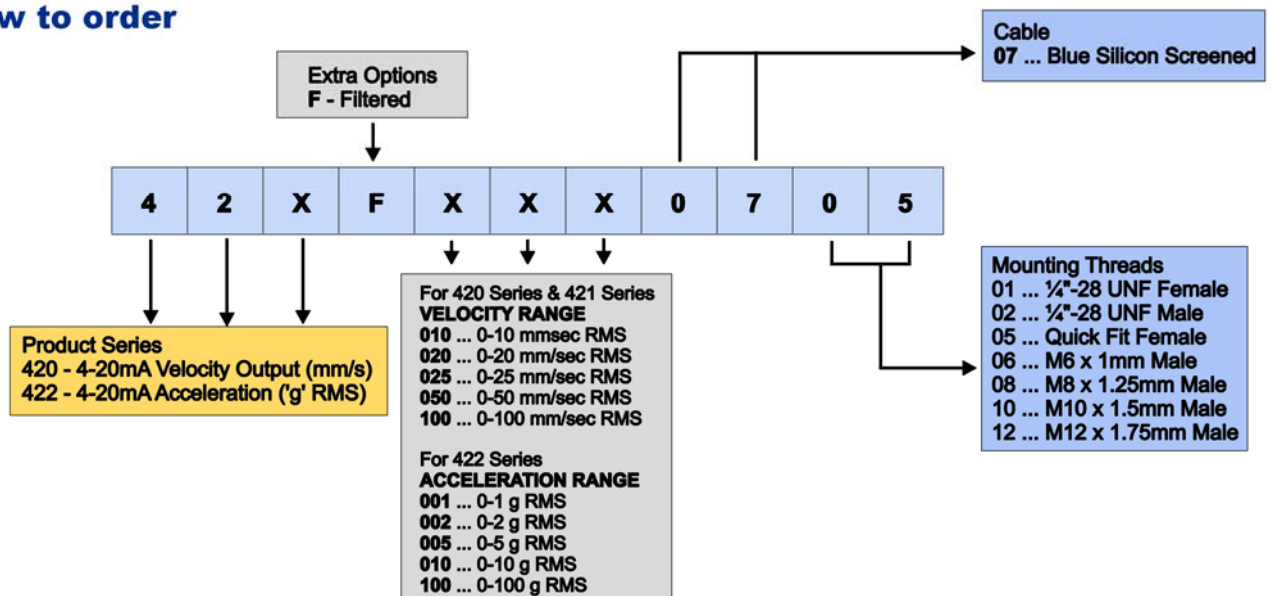 w to order
Cable
07 ... Blue Silicon Screened
Extra Options
F - Filtered
4 2 X F X X X 0 7 0 5
Product Series
420 - 4-20mA Velocity Output (mm/s)
422 - 4-20mA Acceleration ('g' RMS)
For 420 Series & 421 Series
VELOCITY RANGE
010 ... 0-10 mmsec RMS
020 ... 0-20 mm/sec RMS
025 ... 0-25 mm/sec RMS
050 ... 0-50 mm/sec RMS
100 ... 0-100 mm/sec RMS
For 422 Series
ACCELERATION RANGE
001 ... 0-1 g RMS
002 ... 0-2 g RMS
005 ... 0-5 g RMS
010 ... 0-10 g RMS
100 ... 0-100 g RMS
Mounting Threads
01 ... ¼"-28 UNF Female
02 ... ¼"-28 UNF Male
05 ... Quick Fit Female
06 ... M6 x 1mm Male
08 ... M8 x 1.25mm Male
10 ... M10 x 1.5mm Male
12 ... M12 x 1.75mm Male